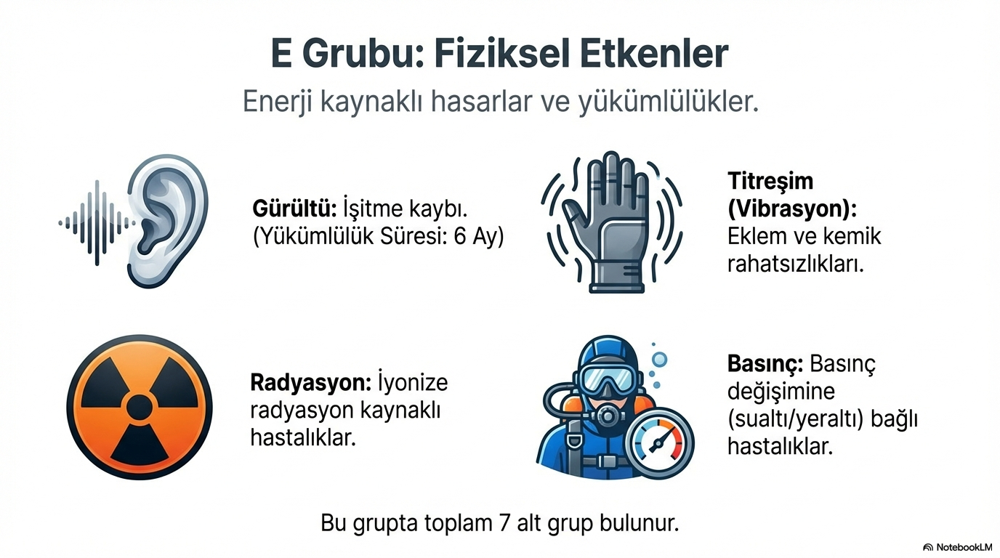 E Grubu: Fiziksel Etkenler
Enerji kaynaklı hasarlar ve yükümlülükler.
Gürültü: İşitme kaybı.
(Yükümlülük Süresi: 6 Ay)
Titreşim
(Vibrasyon):
Eklem ve kemik
rahatsızlıkları.
Radyasyon: İyonize
radyasyon kaynaklı
hastalıklar.
Basınç: Basınç
değişimine
(sualtı/yeraltı) bağlı
hastalıklar.
Bu grupta toplam 7 alt grup bulunur.
NotebookLM